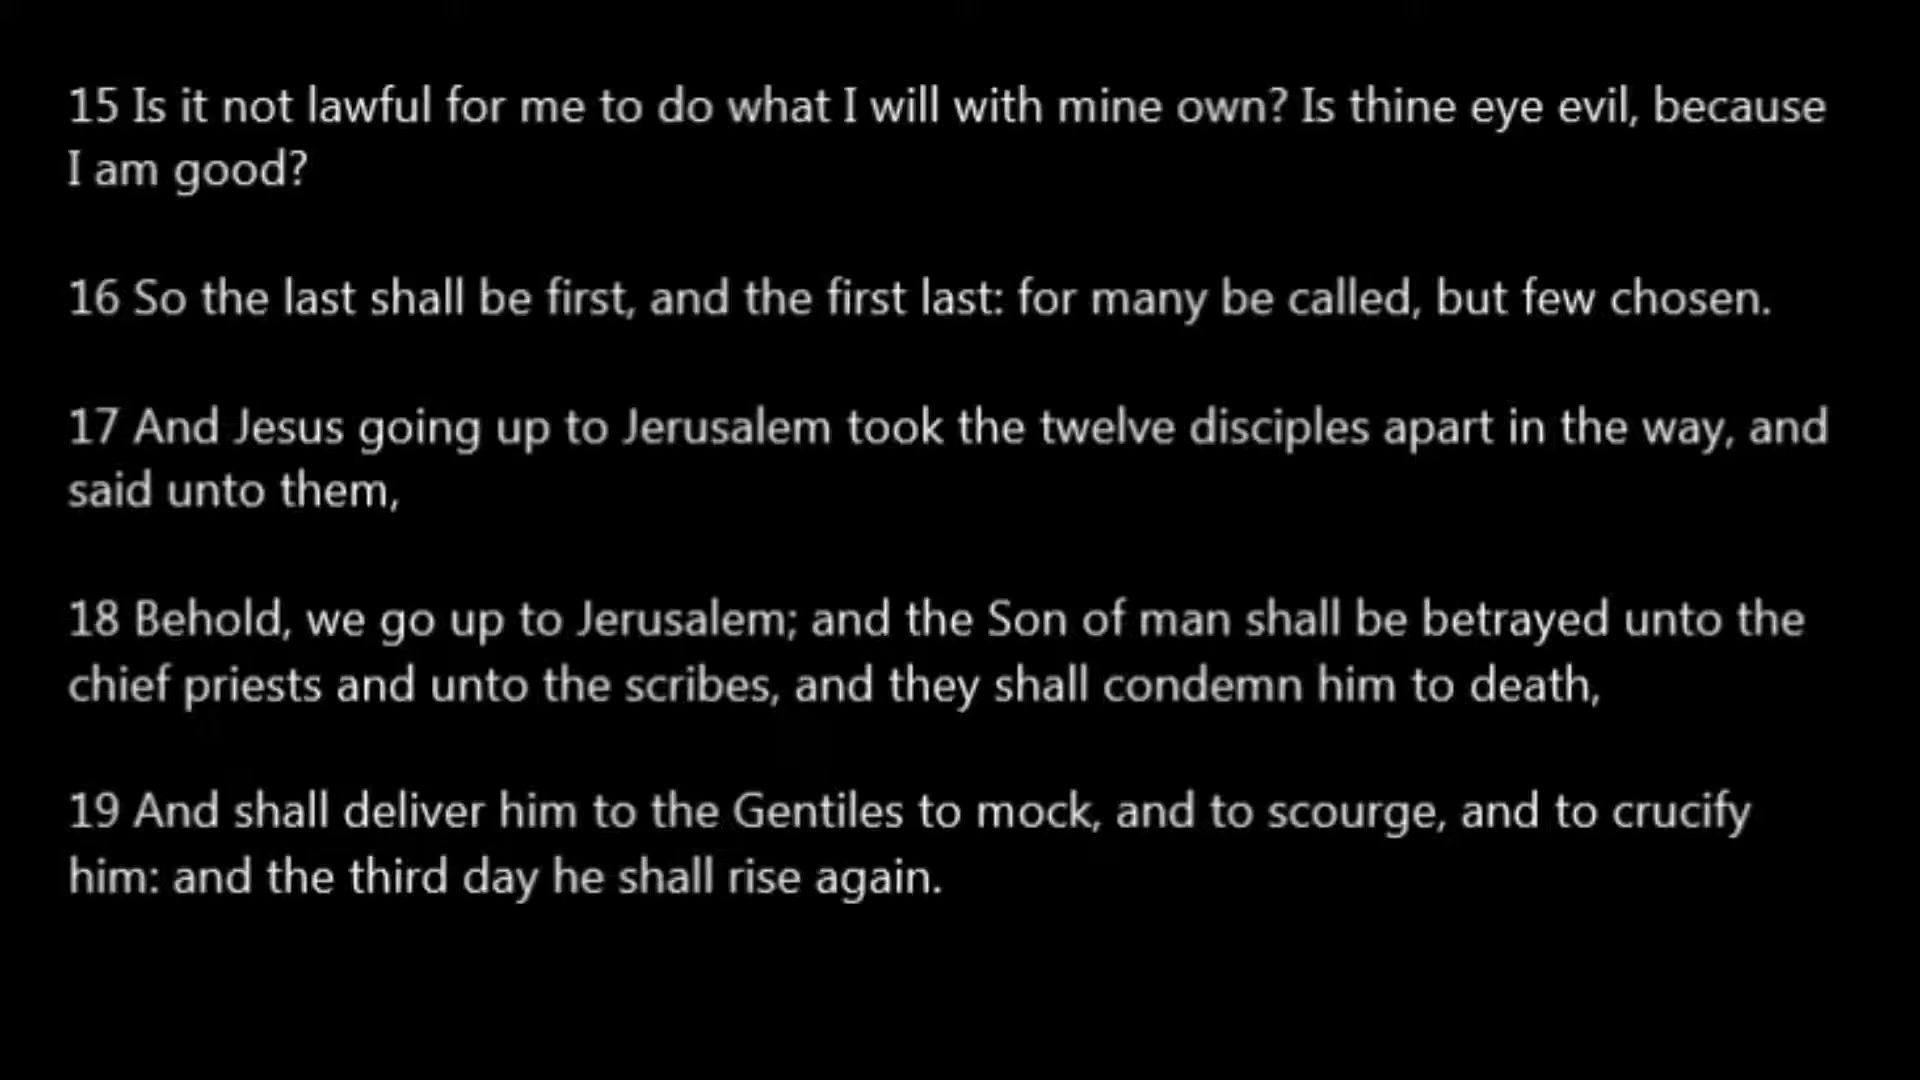 15 Is it not lawful for me to do what I will with mine own? Is thine eye evil, because
I am good?
16 So the last shall be first, and the first last: for many be called, but few chosen.
17 And Jesus going up to Jerusalem took the twelve disciples apart in the way, and
said unto them,
18 Behold, we go up to Jerusalem; and the Son of man shall be betrayed unto the
chief priests and unto the scribes, and they shall condemn him to death,
19 And shall deliver him to the Gentiles to mock, and to scourge, and to crucify
him: and the third day he shall rise again.